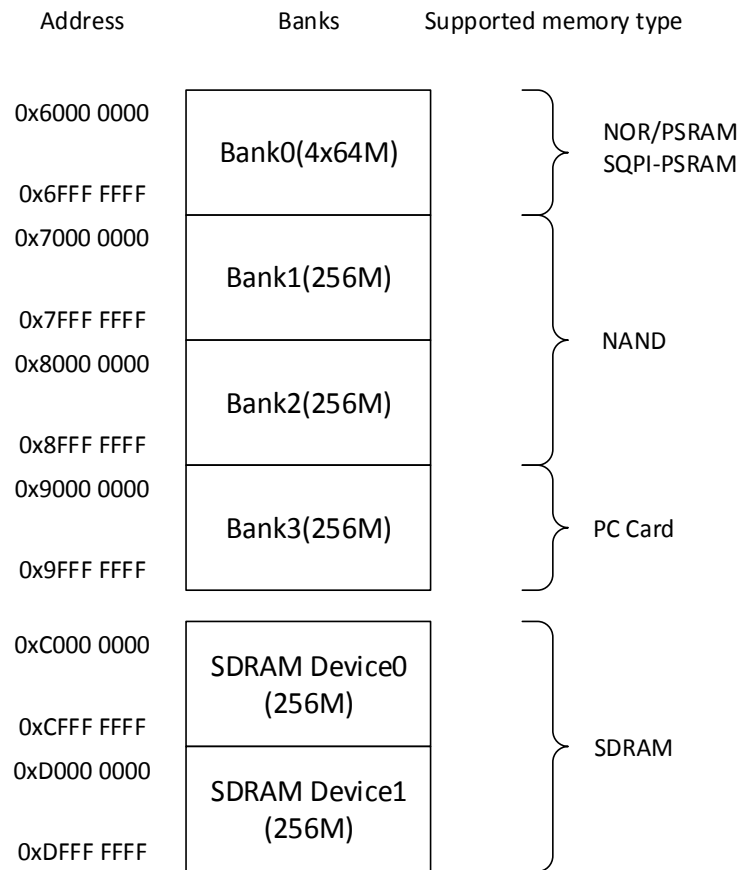 Address Banks Supported memory type
0x6000 0000
Bank0(4x64M)
NOR/PSRAM
SQPI-PSRAM
0x6FFF FFFF
0x7000 0000
Bank1(256M)
0x7FFF FFFF
NAND
0x8000 0000
Bank2(256M)
0x8FFF FFFF
0x9000 0000
Bank3(256M)
PC Card
0x9FFF FFFF
0xC000 0000
SDRAM Device0
(256M)
0xCFFF FFFF
SDRAM
0xD000 0000
SDRAM Device1
(256M)
0xDFFF FFFF